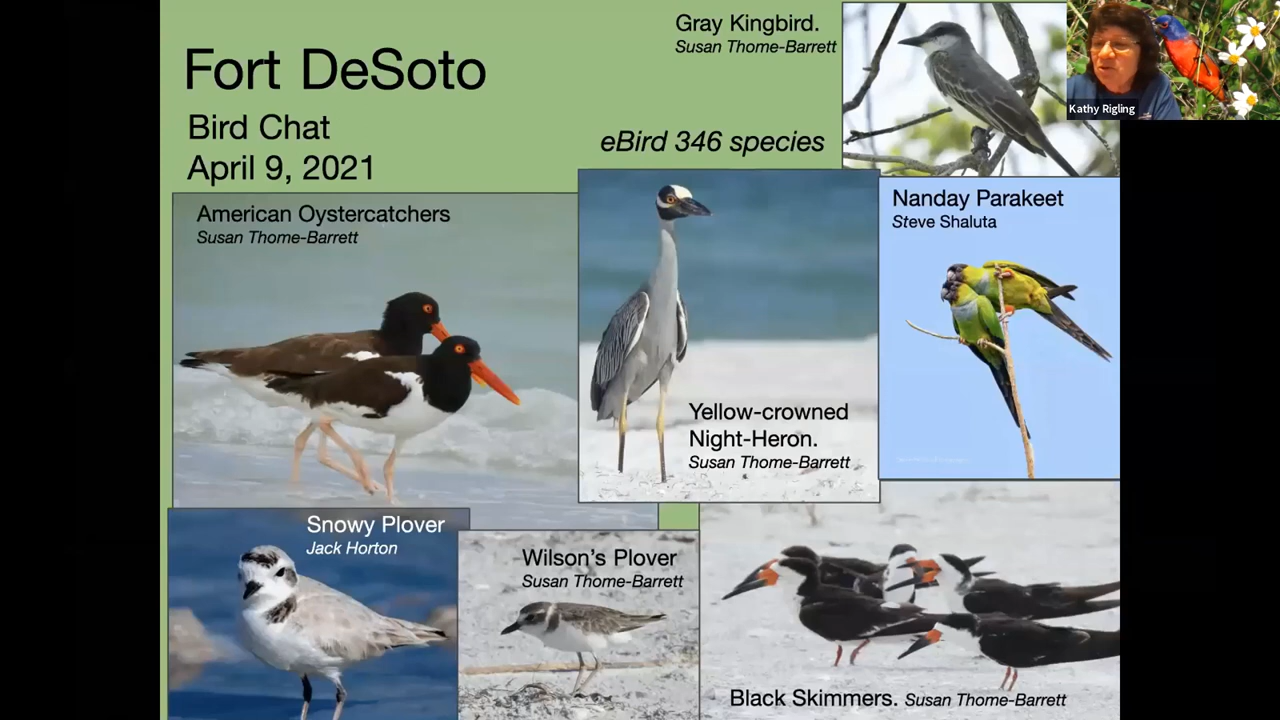 Fort DeSoto
Bird Chat
April 9, 2021
eBird 346 species
Gray Kingbird.
Susan Thome-Barrett
Kathy Rigling
American Oystercatchers
Susan Thome-Barrett
Yellow-crowned
Night-Heron.
Susan Thome-Barrett
Nanday Parakeet
Steve Shaluta
Snowy Plover
Jack Horton
Wilson's Plover
Susan Thome-Barrett
Black Skimmers. Susan Thome-Barrett